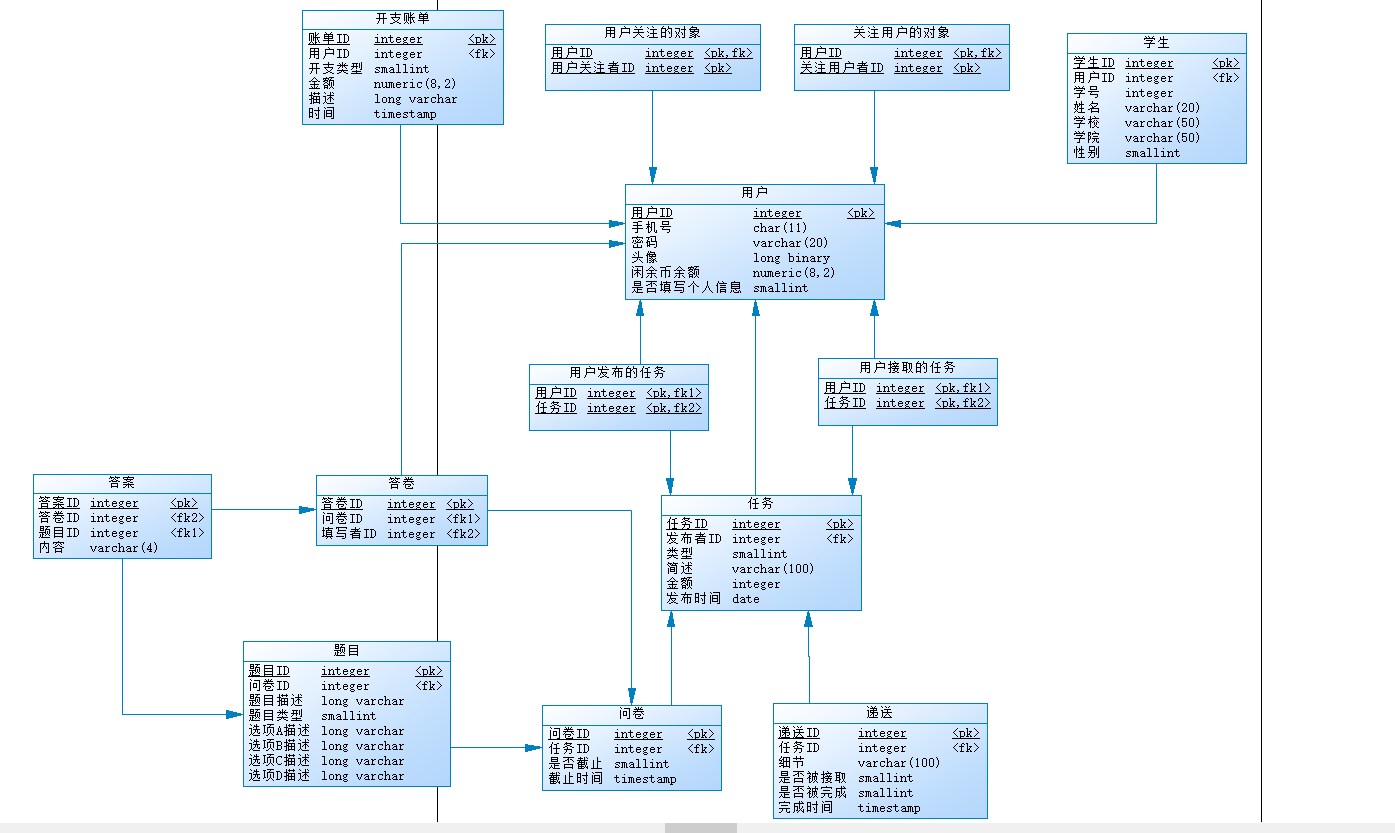 开支账单
账单ID integer <pk>
用户ID integer <fk>
开支类型 smallint
金额 numeric(8,2)
描述 long varchar
时间 timestamp
用户关注的对象
用户ID integer <pk,fk>
用户关注者ID integer <pk>
关注用户的对象
用户ID integer <pk,fk>
关注用户者ID integer <pk>
学生
学生ID integer <pk>
用户ID integer <fk>
学号 integer
姓名 varchar(20)
学校 varchar(50)
学院 varchar(50)
性别 smallint
用户
用户ID integer <pk>
手机号 char(11)
密码 varchar(20)
头像 long binary
闲余币余额 numeric(8,2)
是否填写个人信息 smallint
用户发布的任务
用户ID integer <pk,fk1>
任务ID integer <pk,fk2>
用户接取的任务
用户ID integer <pk,fk1>
任务ID integer <pk,fk2>
答案
答案ID integer <pk>
答卷ID integer <fk2>
题目ID integer <fk1>
内容 varchar(4)
答卷
答卷ID integer <pk>
问卷ID integer <fk1>
填写者ID integer <fk2>
任务
任务ID integer <pk>
发布者ID integer <fk>
类型 smallint
简述 varchar(100)
金额 integer
发布时间 date
题目
题目ID integer <pk>
问卷ID integer <fk>
题目描述 long varchar
题目类型 smallint
选项A描述 long varchar
选项B描述 long varchar
选项C描述 long varchar
选项D描述 long varchar
问卷
问卷ID integer <pk>
任务ID integer <fk>
是否截止 smallint
截止时间 timestamp
递送
递送ID integer <pk>
任务ID integer <fk>
细节 varchar(100)
是否被接取 smallint
是否被完成 smallint
完成时间 timestamp